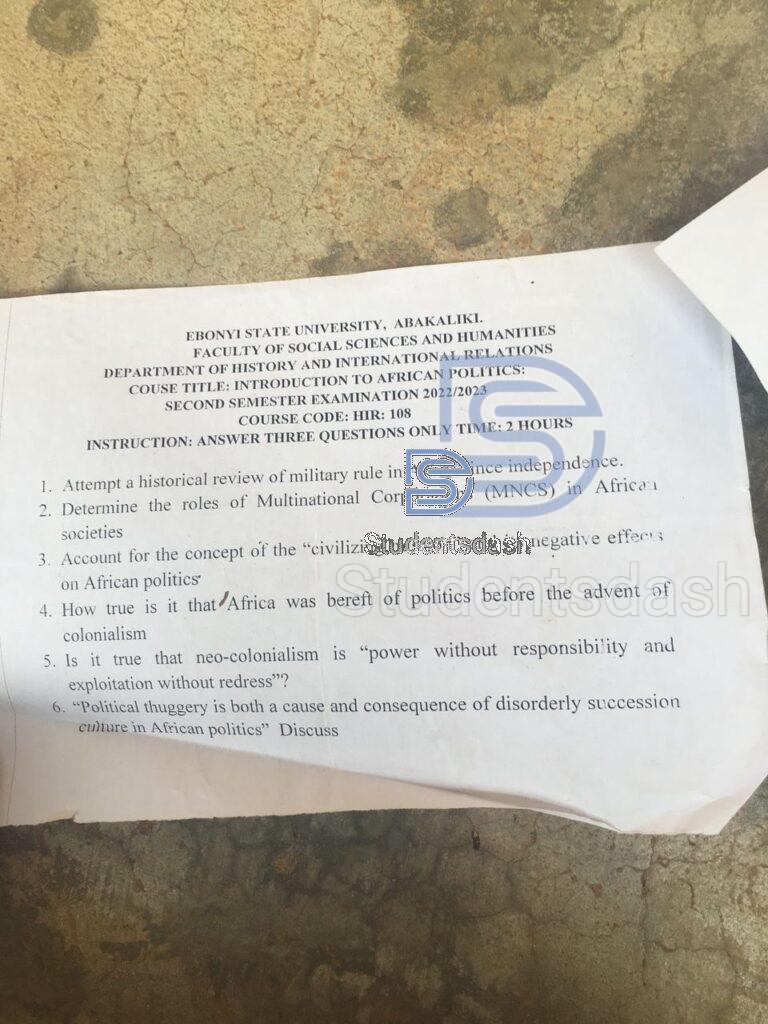 EBONYI STATE UNIVERSITY, ABAKALIKI.
FACULTY OF SOCIAL SCIENCES AND HUMANITIES
DEPARTMENT OF HISTORY AND INTERNATIONAL RELATIONS
COUSE TITLE: INTRODUCTION TO AFRICAN POLITICS:
SECOND SEMESTER EXAMINATION 2022/2023
COURSE CODE: HIR: 108
INSTRUCTION: ANSWER THREE QUESTIONS ONLY TIME: 2 HOURS
1. Attempt a historical review of military rule in since independence.
2. Determine the roles of Multinational (MNCS) in African
societies
3. Account for the concept of the negative effects
on African politics
4. How true is it that Africa was bereft of politics before the advent of
colonialism
5. Is it true that neo-colonialism is "power without responsibility and
exploitation without redress"?
6. "Political thuggery is both a cause and consequence of disorderly succession
culture in African politics" Discuss
Studentsdash
Studentsdash